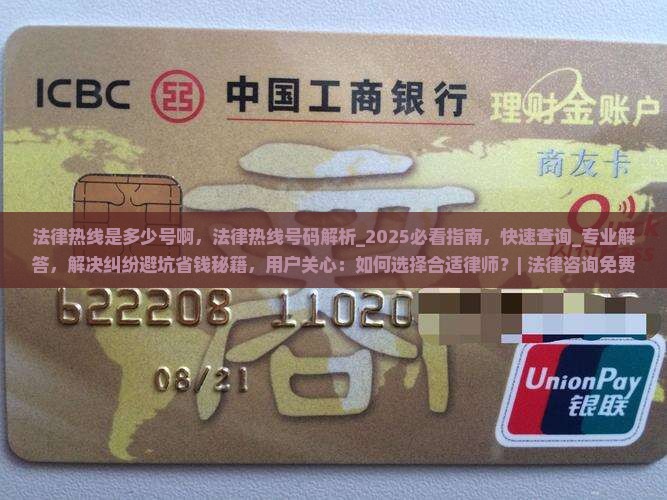 ICBC 中国工商银行 理财金账户
商友卡
商
Quick
法律热线是多少号啊,法律热线号码解析_2025必看指南,快速查询_专业解
答,解决纠纷避坑省钱秘籍,用户关心:如何选择合适律师?| 法律咨询免费
622208 11020
08/21
UnionPay
银联